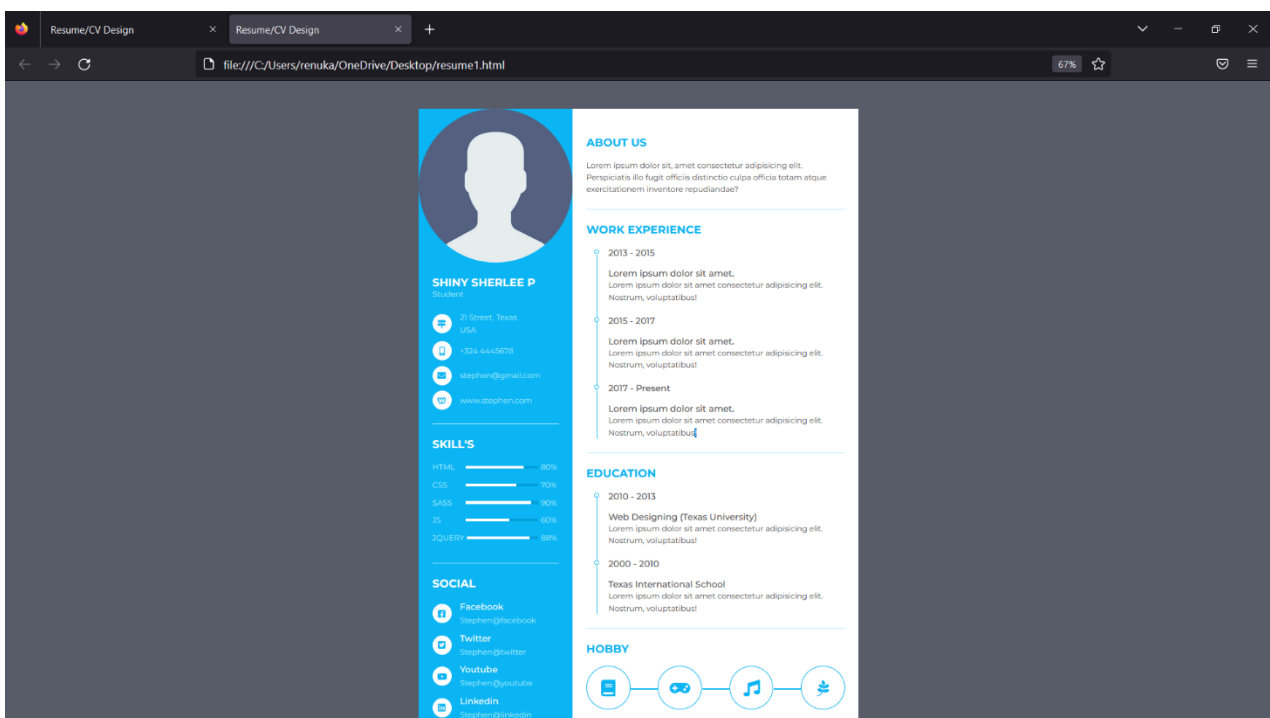 Resume/CV Design
Resume/CV Design
file:///C:/Users/renuka/OneDrive/Desktop/resume1.html
67%
SHINY SHERLEE P
Student
21 Street, Texas
USA
+324 4445678
stephen@gmail.com
www.stephen.com
SKILL'S
HTML 80%
CSS 70%
SASS 90%
JS 60%
JQUERY 88%
SOCIAL
Facebook
Stephen@facebook
Twitter
Stephen@twitter
Youtube
Stephen@youtube
Linkedin
Stephen@linkedin
ABOUT US
Lorem ipsum dolor sit, amet consectetur adipisicing elit.
Perspiciatis illo fugit officiis distinctio culpa officia totam atque
exercitationem inventore repudiandae?
WORK EXPERIENCE
2013 - 2015
Lorem ipsum dolor sit amet.
Lorem ipsum dolor sit amet consectetur adipisicing elit.
Nostrum, voluptatibus!
2015 - 2017
Lorem ipsum dolor sit amet.
Lorem ipsum dolor sit amet consectetur adipisicing elit.
Nostrum, voluptatibus!
2017 - Present
Lorem ipsum dolor sit amet.
Lorem ipsum dolor sit amet consectetur adipisicing elit.
Nostrum, voluptatibus!
EDUCATION
2010 - 2013
Web Designing (Texas University)
Lorem ipsum dolor sit amet consectetur adipisicing elit.
Nostrum, voluptatibus!
2000 - 2010
Texas International School
Lorem ipsum dolor sit amet consectetur adipisicing elit.
Nostrum, voluptatibus!
HOBBY